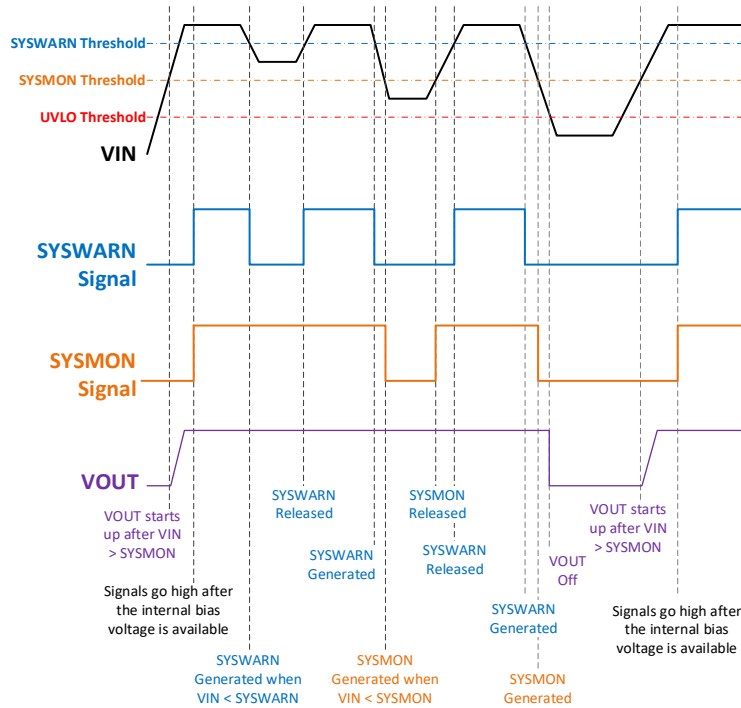 SYSWARN Threshold
SYSMON Threshold
UVLO Threshold
VIN
SYSWARN
Signal
SYSMON
Signal
VOUT
VOUT starts
up after VIN
> SYSMON
Signals go high after
the internal bias
voltage is available
SYSWARN
Generated when
VIN < SYSWARN
SYSWARN
Released
SYSWARN
Generated
SYSMON
Generated when
VIN < SYSMON
SYSMON
Released
SYSWARN
Released
SYSWARN
Generated
SYSMON
Generated
VOUT
Off
VOUT starts
up after VIN
> SYSMON
Signals go high after
the internal bias
voltage is available